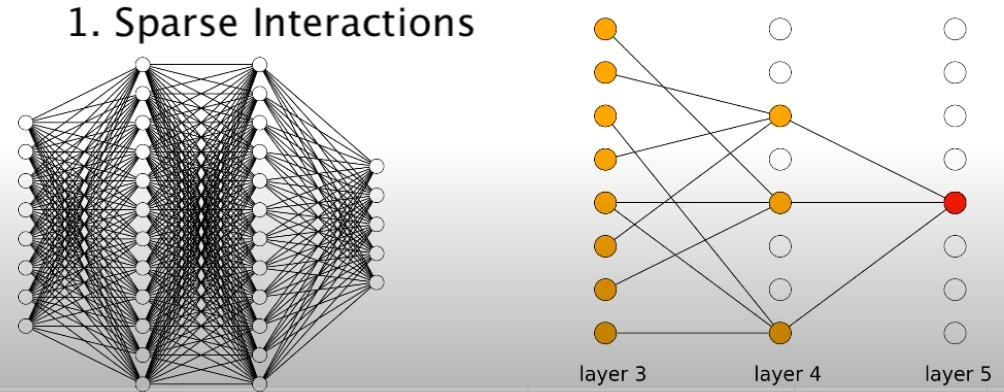 1. Sparse Interactions
layer 3
layer 4
layer 5